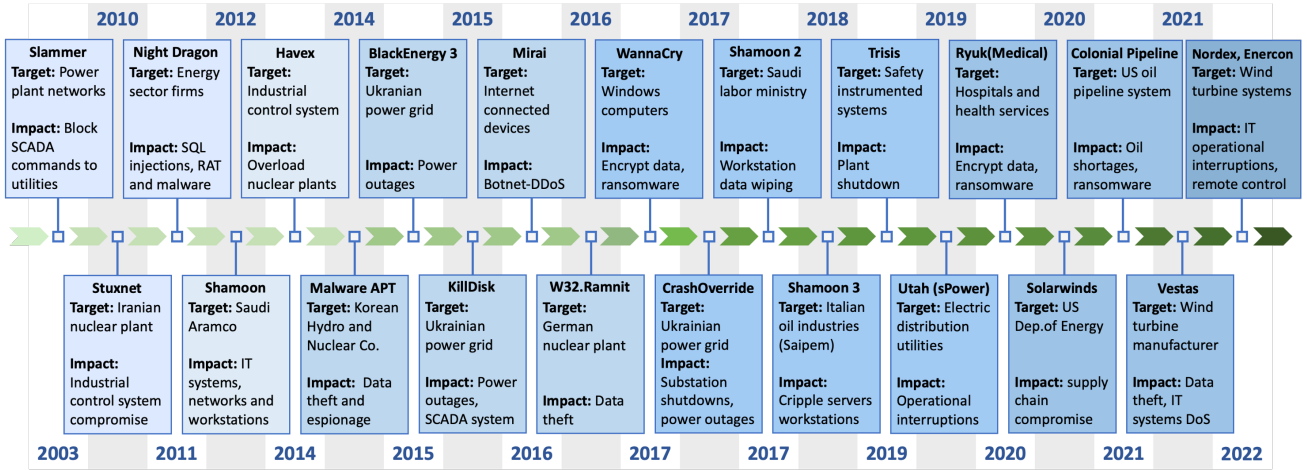 2010
2012
2014
2015
2016
2017
2018
2019
2020
2021
Slammer
Target: Power
plant networks
Impact: Block
SCADA
commands to
utilities
Night Dragon
Target: Energy
sector firms
Impact: SQL
injections, RAT
and malware
Havex
Target:
Industrial
control system
Impact:
Overload
nuclear plants
BlackEnergy 3
Target:
Ukranian
power grid
Impact: Power
outages
Mirai
Target:
Internet
connected
devices
Impact:
Botnet-DDoS
WannaCry
Target:
Windows
computers
Impact:
Encrypt data,
ransomware
Shamoon 2
Target: Saudi
labor ministry
Impact:
Workstation
data wiping
Trisis
Target: Safety
instrumented
systems
Impact:
Plant
shutdown
Ryuk(Medical)
Target:
Hospitals and
health services
Impact:
Encrypt data,
ransomware
Colonial Pipeline
Target: US oil
pipeline system
Impact: Oil
shortages,
ransomware
Nordex, Enercon
Target: Wind
turbine systems
Impact: IT
operational
interruptions,
remote control
Stuxnet
Target: Iranian
nuclear plant
Impact:
Industrial
control system
compromise
Shamoon
Target: Saudi
Aramco
Impact: IT
systems,
networks and
workstations
Malware APT
Target: Korean
Hydro and
Nuclear Co.
Impact: Data
theft and
espionage
KillDisk
Target:
Ukrainian
power grid
Impact: Power
outages,
SCADA system
W32.Ramnit
Target:
German
nuclear plant
Impact: Data
theft
CrashOverride
Target:
Ukrainian
power grid
Impact:
Substation
shutdowns,
power outages
Shamoon 3
Target: Italian
oil industries
(Saipem)
Impact:
Cripple servers
workstations
Utah (sPower)
Target: Electric
distribution
utilities
Impact:
Operational
interruptions
Solarwinds
Target: US
Dep.of Energy
Impact: supply
chain
compromise
Vestas
Target: Wind
turbine
manufacturer
Impact: Data
theft, IT
systems DoS
2003
2011
2014
2015
2017
2017
2019
2020
2022